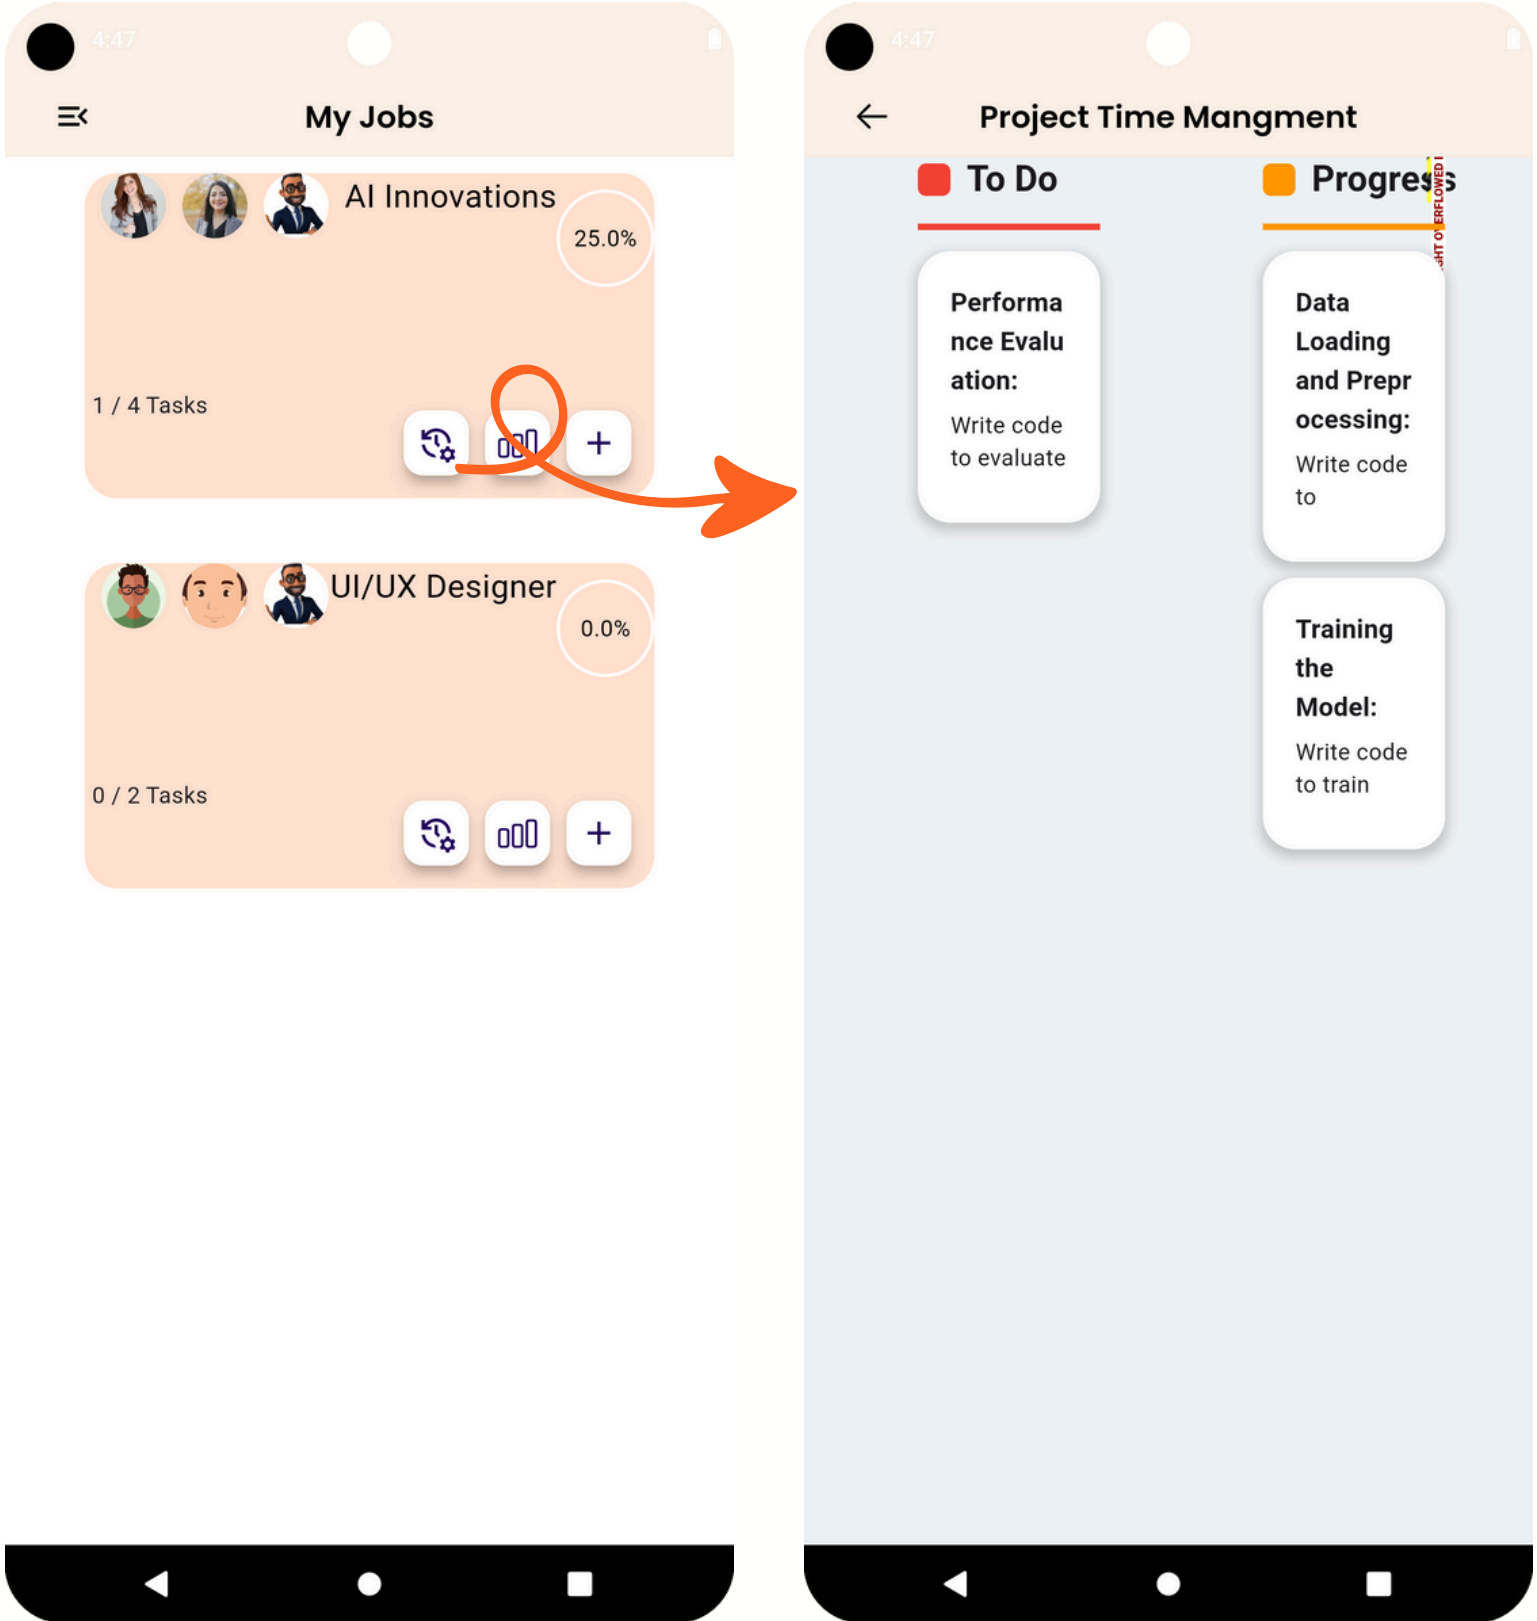 4:47
My Jobs
AI Innovations
25.0%
1 / 4 Tasks
UI/UX Designer
0.0%
0 / 2 Tasks
4:47
Project Time Mangment
To Do
Performa
nce Evalu
ation:
Write code
to evaluate
Progress
OVERFLOWED
Data
Loading
and Prepr
ocessing:
Write code
to
Training
the
Model:
Write code
to train